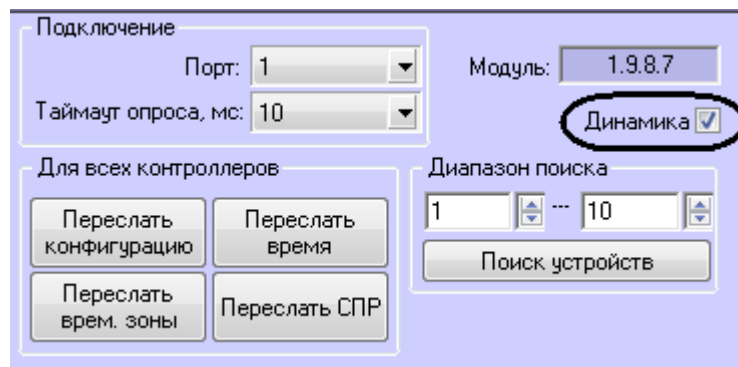 Подключение
Порт: 1
Таймаут опроса, мс: 10
Модуль: 1.9.8.7
Динамика
Для всех контроллеров
Переслать конфигурацию
Переслать время
Переслать врем. зоны
Переслать СПР
Диапазон поиска
1 --- 10
Поиск устройств